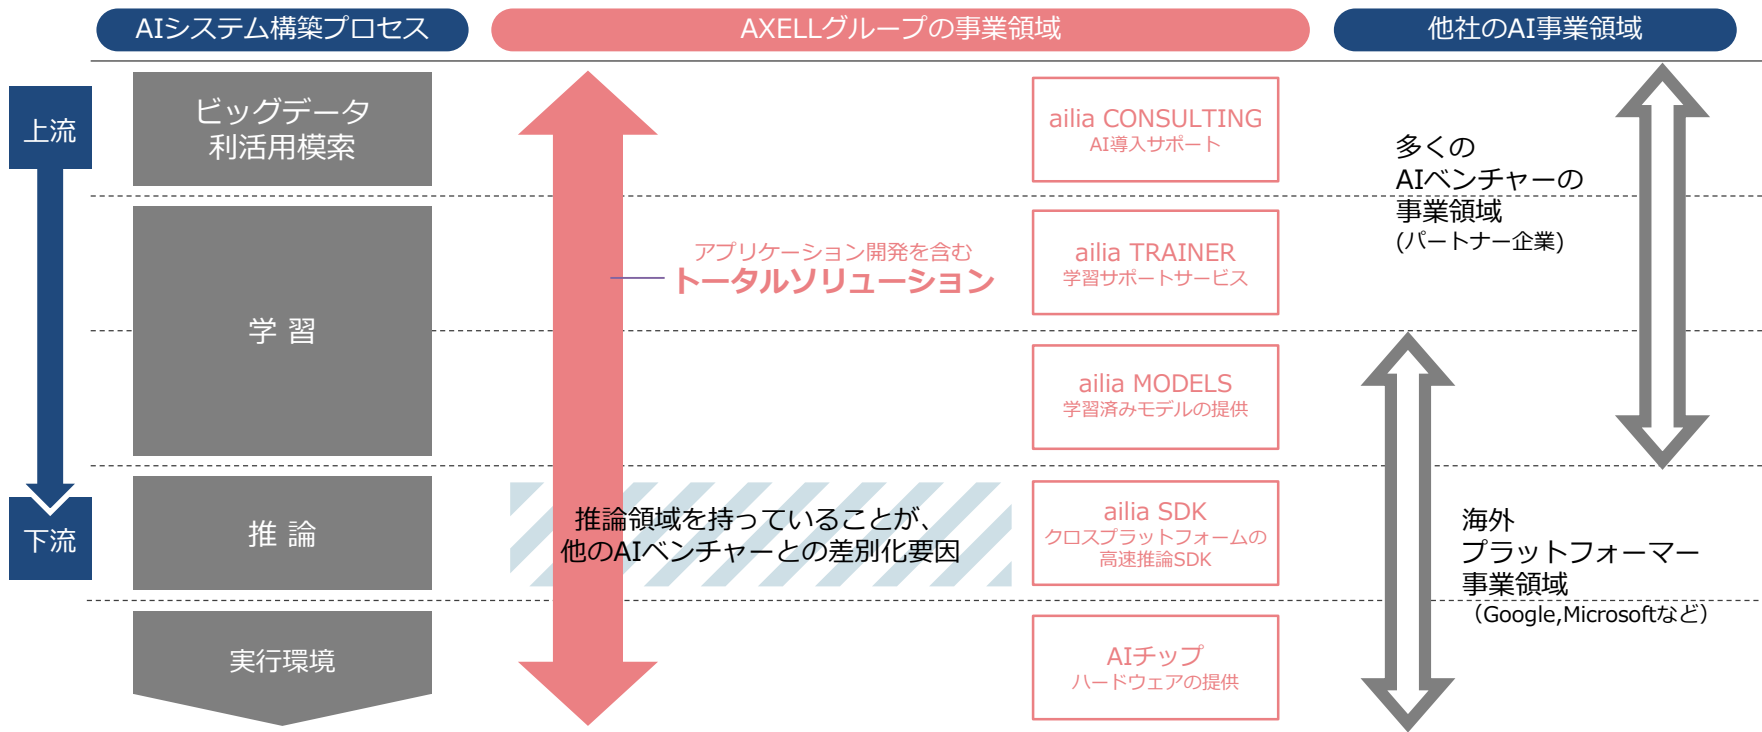 AIシステム構築プロセス
AXELLグループの事業領域
他社のAI事業領域
上流
下流
ビッグデータ
利活用模索
学 習
推 論
実行環境
アプリケーション開発を含む
トータルソリューション
推論領域を持っていることが、
他のAIベンチャーとの差別化要因
ailia CONSULTING
AI導入サポート
ailia TRAINER
学習サポートサービス
ailia MODELS
学習済みモデルの提供
ailia SDK
クロスプラットフォームの
高速推論SDK
AIチップ
ハードウェアの提供
多くの
AIベンチャーの
事業領域
(パートナー企業)
海外
プラットフォーマー
事業領域
（Google,Microsoftなど）